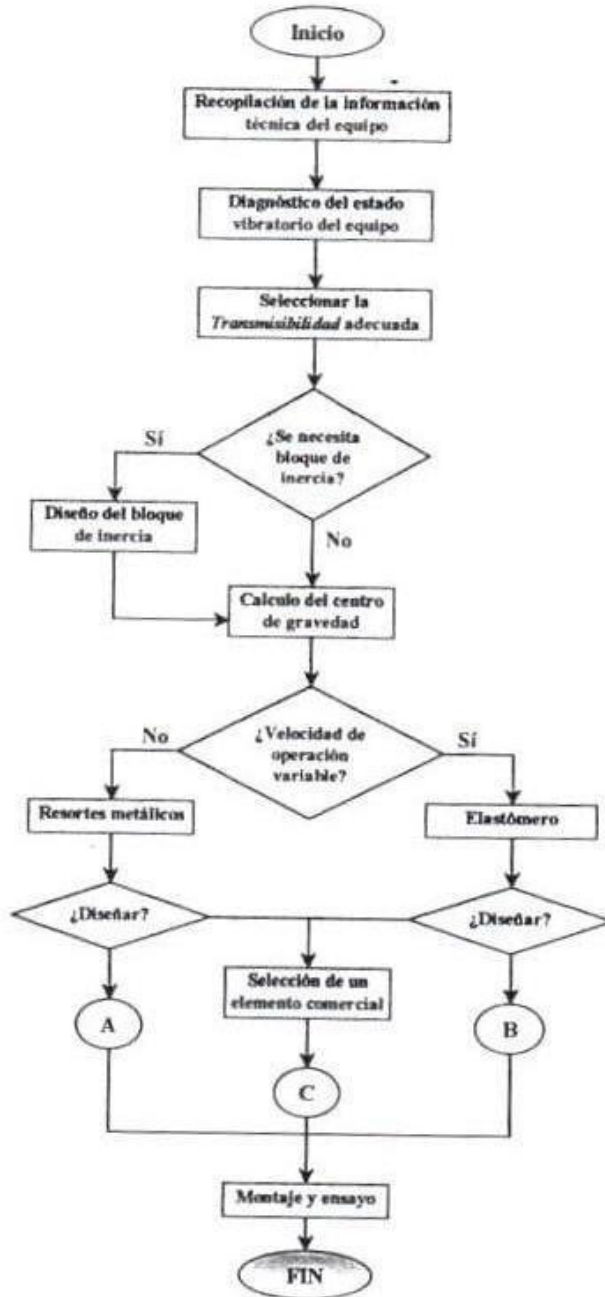 Inicio
Recopilación de la información
técnica del equipo
Diagnóstico del estado
vibratorio del equipo
Seleccionar la
Transmisibilidad adecuada
¿Se necesita
bloque de
inercia?
Sí
Diseño del bloque
de inercia
No
Calculo del centro
de gravedad
¿Velocidad de
operación
variable?
No
Sí
Resortes metálicos
Elastómero
¿Diseñar?
¿Diseñar?
Selección de un
elemento comercial
A
B
C
Montaje y ensayo
FIN